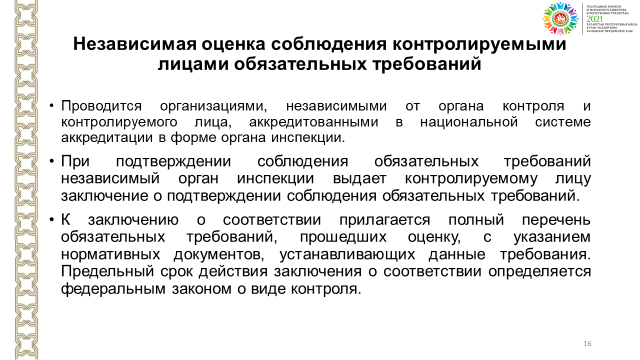 2021
Независимая оценка соблюдения контролируемыми
лицами обязательных требований
• Проводится организациями, независимыми от органа контроля и
контролируемого лица, аккредитованными в национальной системе
аккредитации в форме органа инспекции.
• При подтверждении соблюдения обязательных требований
независимый орган инспекции выдает контролируемому лицу
заключение о подтверждении соблюдения обязательных требований.
• К заключению о соответствии прилагается полный перечень
обязательных требований, прошедших оценку, с указанием
нормативных документов, устанавливающих данные требования.
Предельный срок действия заключения о соответствии определяется
федеральным законом о виде контроля.
16